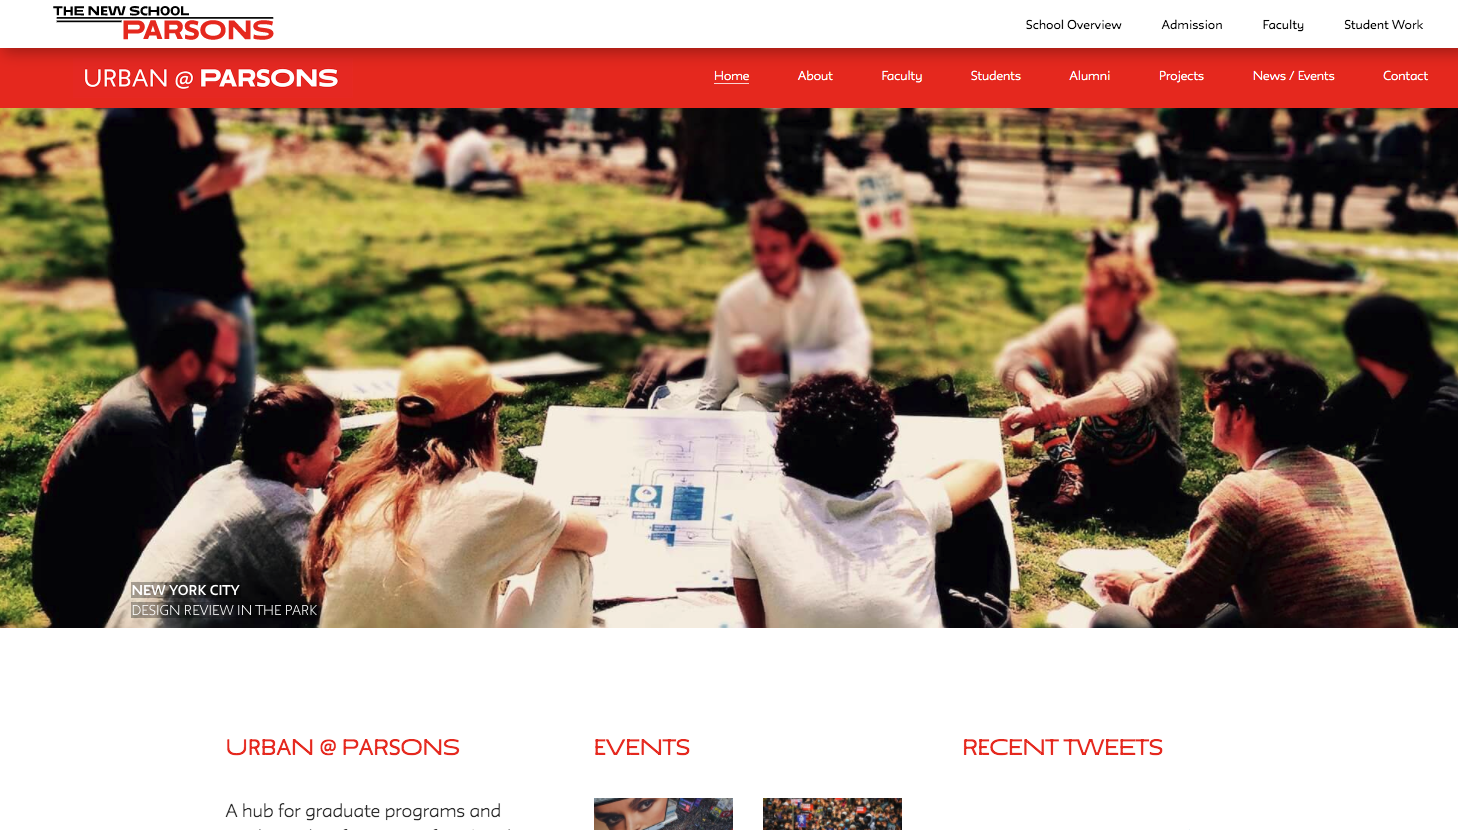 THE NEW SCHOOL
PARSONS
School Overview
Admission
Faculty
Student Work
URBAN @ PARSONS
Home
About
Faculty
Students
Alumni
Projects
News / Events
Contact
NEW YORK CITY
DESIGN REVIEW IN THE PARK
URBAN @ PARSONS
EVENTS
RECENT TWEETS
A hub for graduate programs and